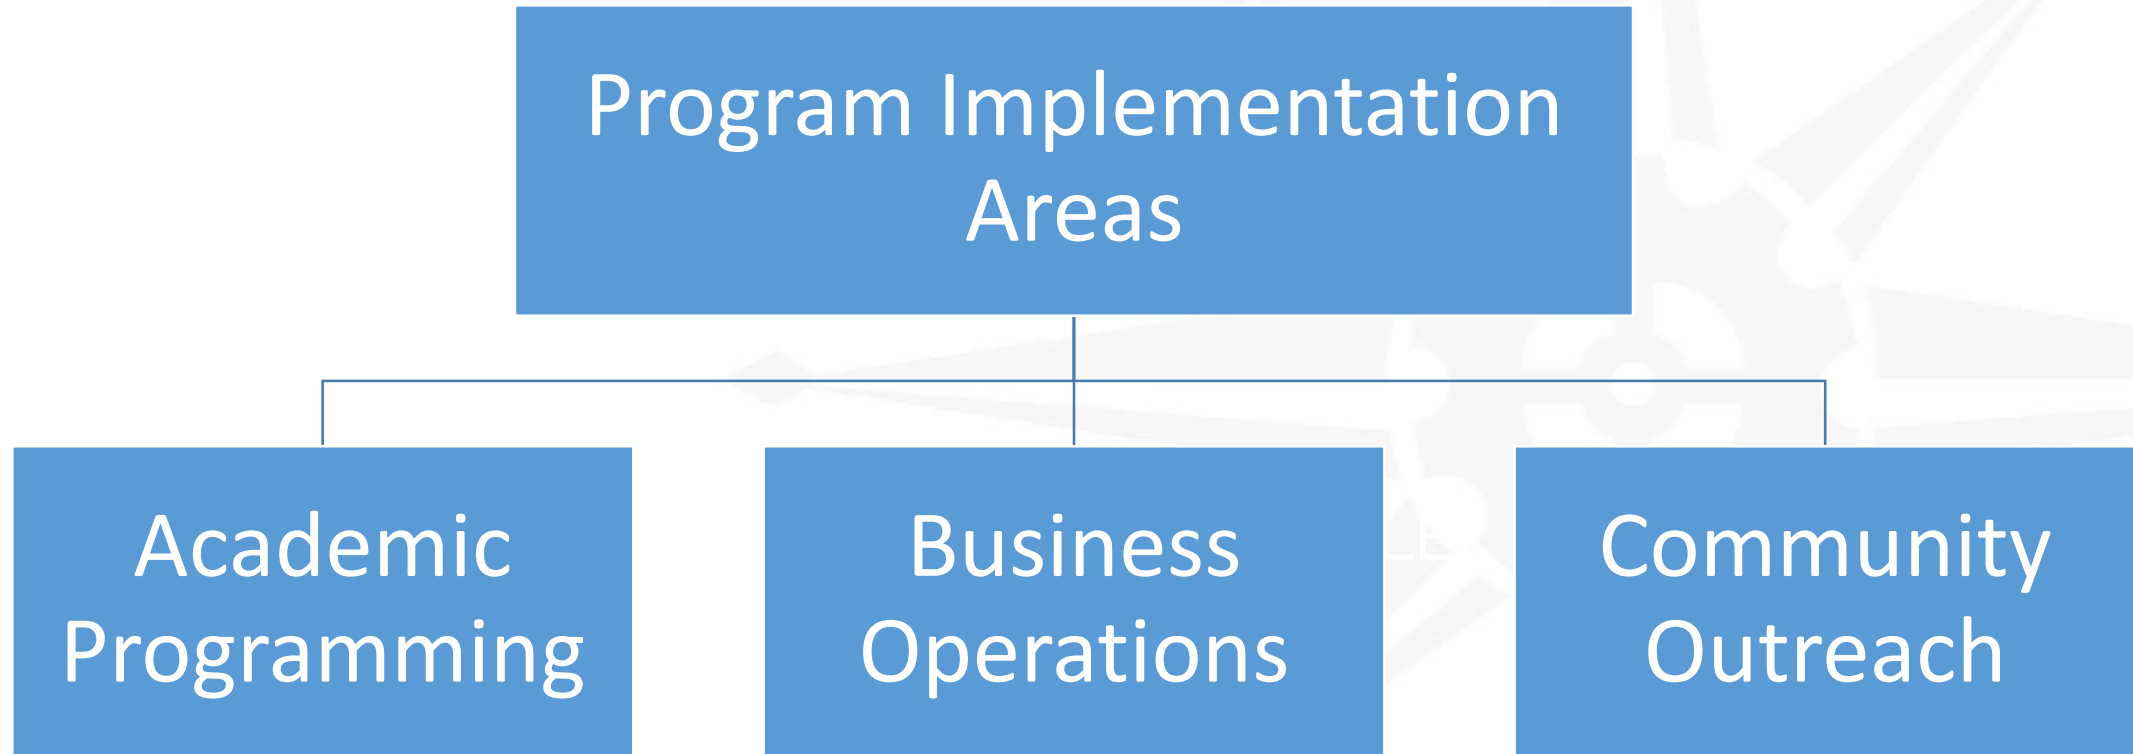 Program Implementation
Areas
Academic
Programming
Business
Operations
Community
Outreach